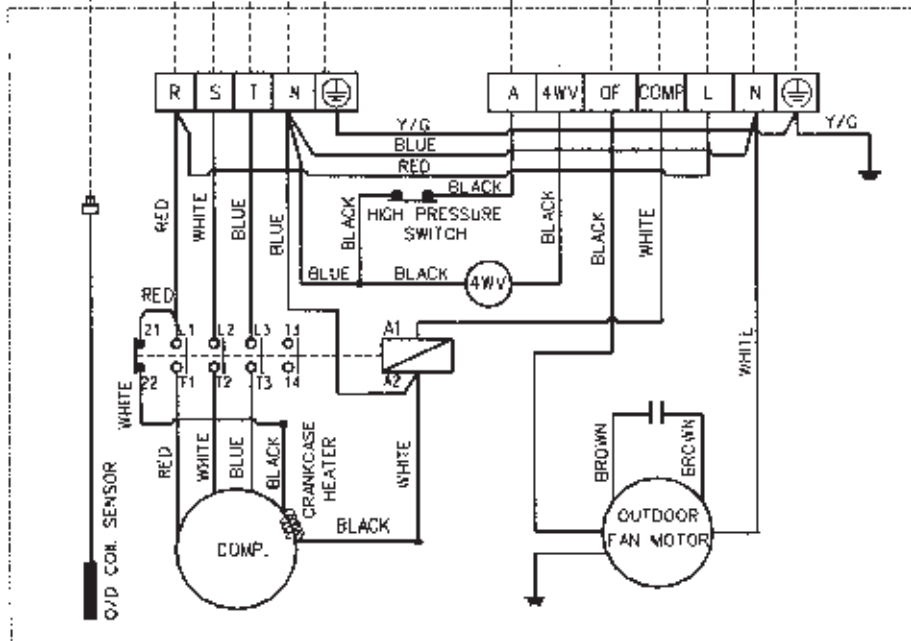 R S T N
A 4WV OF COMP L N
Y/G
Y/G
BLUE
RED
BLACK
HIGH PRESSURE
SWITCH
RED
WHITE
BLUE
BLUE
BLACK
BLACK
BLACK
WHITE
BLUE
BLACK
4WV
RED
21 L1 L2 L3 13
A1
22 T1 T2 T3 14
A2
WHITE
WHITE
RED
WHITE
BLUE
BLACK
CRANKCASE
HEATER
WHITE
BROWN
BROWN
BLACK
COMP.
OUTDOOR
FAN MOTOR
O/D COIL SENSOR